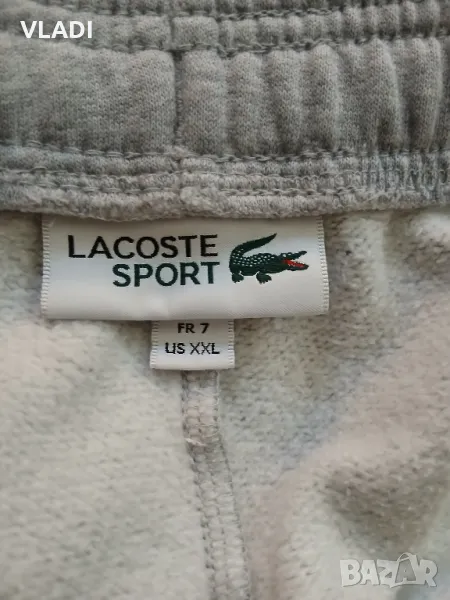 VLADI
LACOSTE
SPORT
FR 7
US XXL
BAZAR